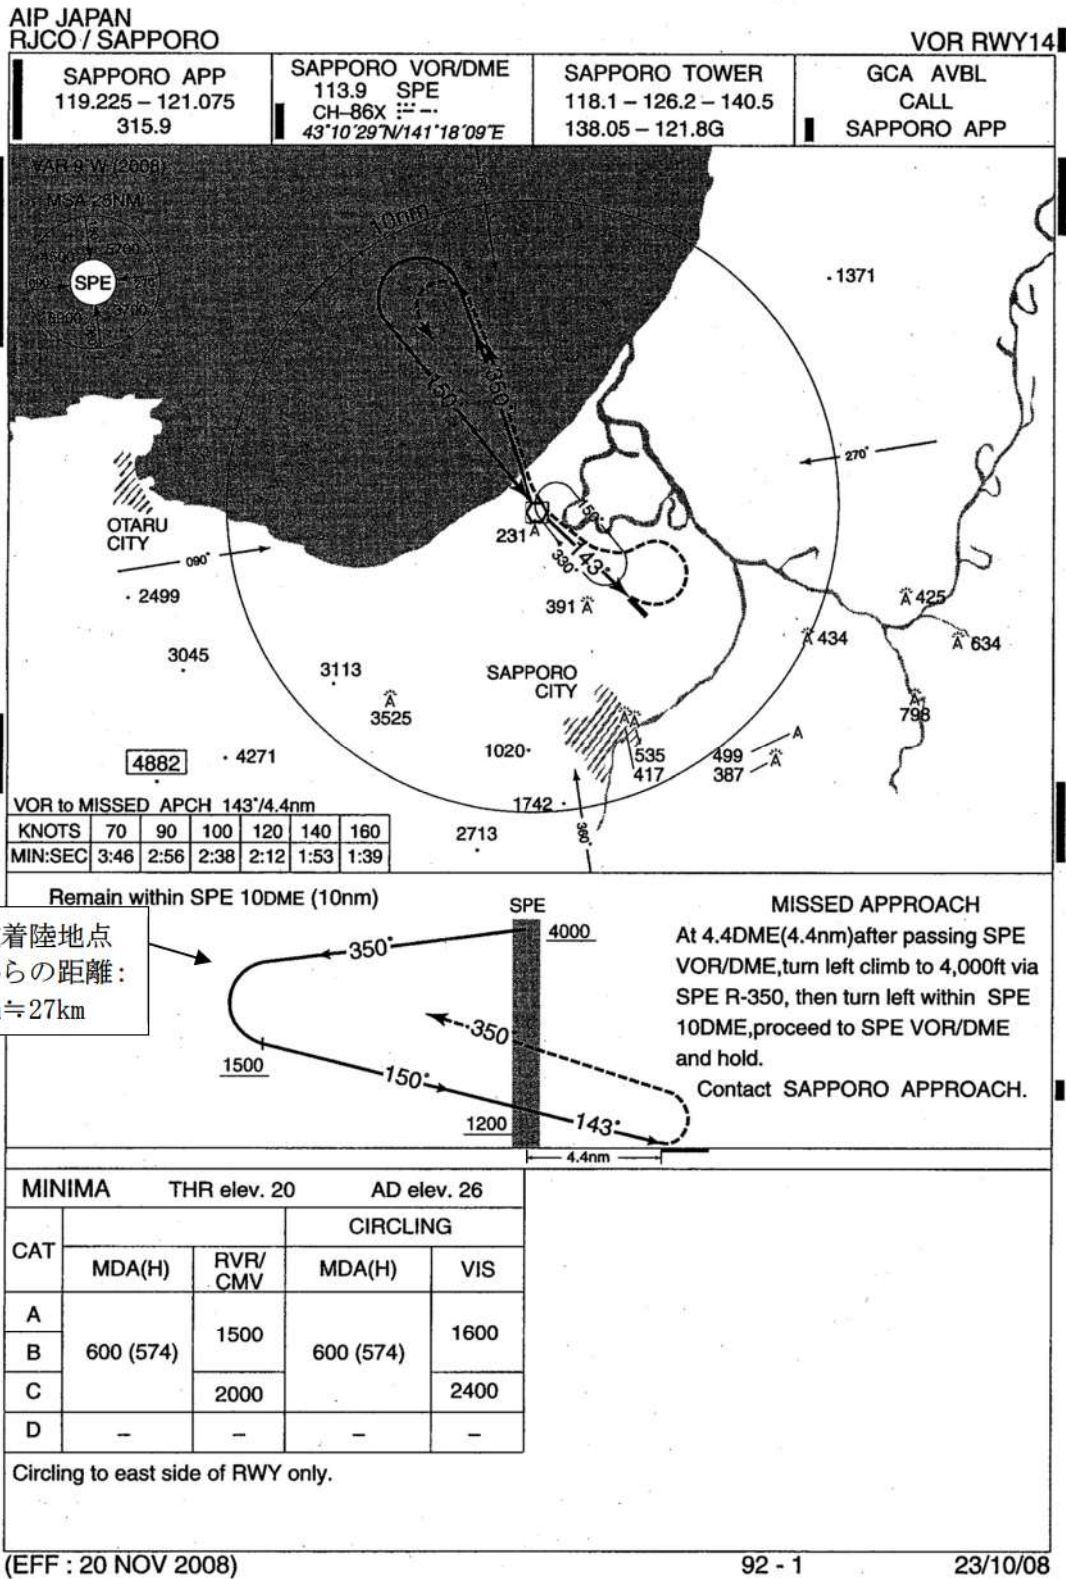 AIP JAPAN
RJCO / SAPPORO
VOR RWY14
SAPPORO APP
119.225 – 121.075
315.9
SAPPORO VOR/DME
113.9 SPE
CH–86X
43°10'29"N/141°18'09"E
SAPPORO TOWER
118.1 – 126.2 – 140.5
138.05 – 121.8G
GCA AVBL
CALL
SAPPORO APP
VAR 9°W (2008)
MSA 25NM
4500
5700
SPE
090°
270°
5300
3700
10nm
1371
150°
350°
270°
OTARU
CITY
090°
231
150°
143°
330°
391
2499
425
434
634
3045
3113
3525
SAPPORO
CITY
798
4882
4271
1020
535
417
499
387
1742
360°
2713
VOR to MISSED APCH 143°/4.4nm
KNOTS 70 90 100 120 140 160
MIN:SEC 3:46 2:56 2:38 2:12 1:53 1:39
Remain within SPE 10DME (10nm)
着陸地点
らの距離:
≒27km
SPE
4000
350°
350°
1500
150°
1200
143°
4.4nm
MISSED APPROACH
At 4.4DME(4.4nm)after passing SPE
VOR/DME,turn left climb to 4,000ft via
SPE R-350, then turn left within SPE
10DME,proceed to SPE VOR/DME
and hold.
Contact SAPPORO APPROACH.
MINIMA THR elev. 20 AD elev. 26
CAT
CIRCLING
MDA(H) RVR/ MDA(H) VIS
CMV
A
B
C
D
600 (574)
1500
2000
600 (574)
1600
2400
– – – –
Circling to east side of RWY only.
(EFF : 20 NOV 2008)
92 - 1
23/10/08